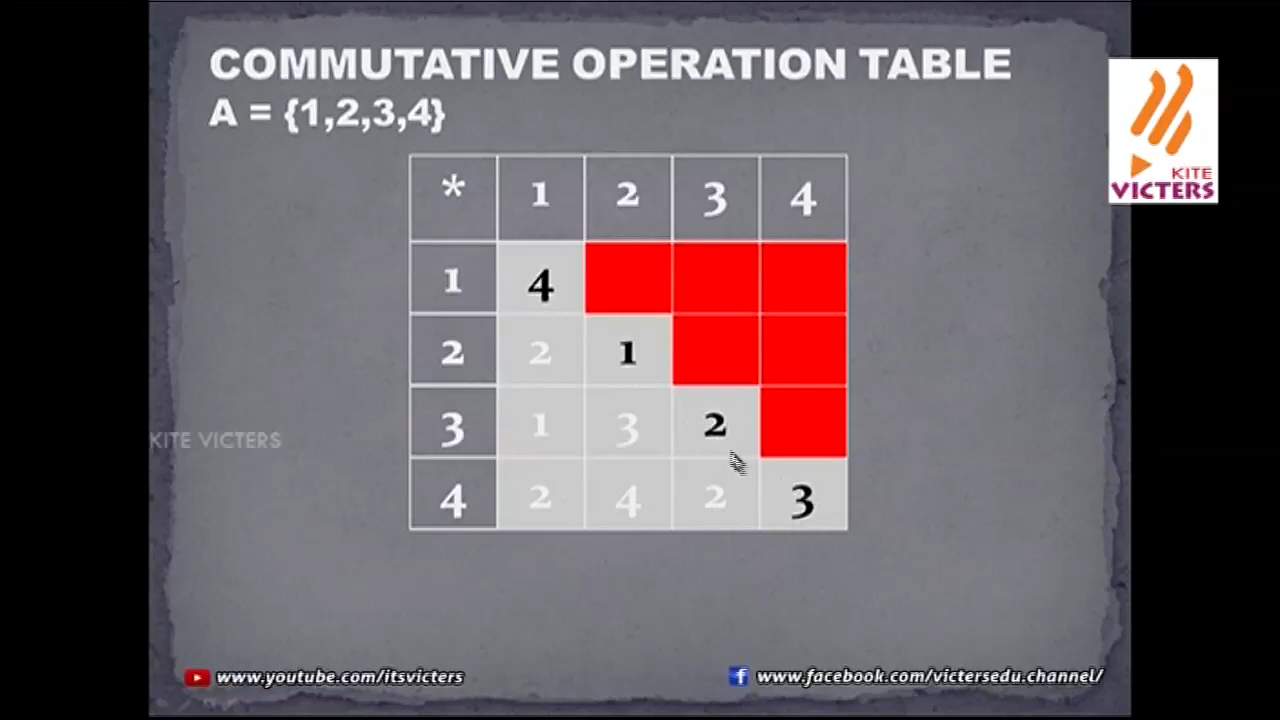 COMMUTATIVE OPERATION TABLE
A = {1,2,3,4}
KITE
VICTERS
* 1 2 3 4
1 4
2 2 1
3 1 3 2
4 2 4 2 3
KITE VICTERS
www.youtube.com/itsvicters
www.facebook.com/victersedu.channel/